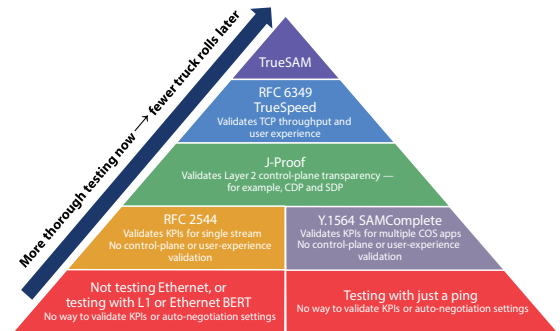 More thorough testing now → fewer truck rolls later
TrueSAM
RFC 6349
TrueSpeed
Validates TCP throughput and
user experience
J-Proof
Validates Layer 2 control-plane transparency —
for example, CDP and SDP
RFC 2544
Validates KPIs for single stream
No control-plane or user-experience
validation
Y.1564 SAMComplete
Validates KPIs for multiple COS apps
No control-plane or user-experience
validation
Not testing Ethernet, or
testing with L1 or Ethernet BERT
No way to validate KPIs or auto-negotiation settings
Testing with just a ping
No way to validate KPIs or auto-negotiation settings